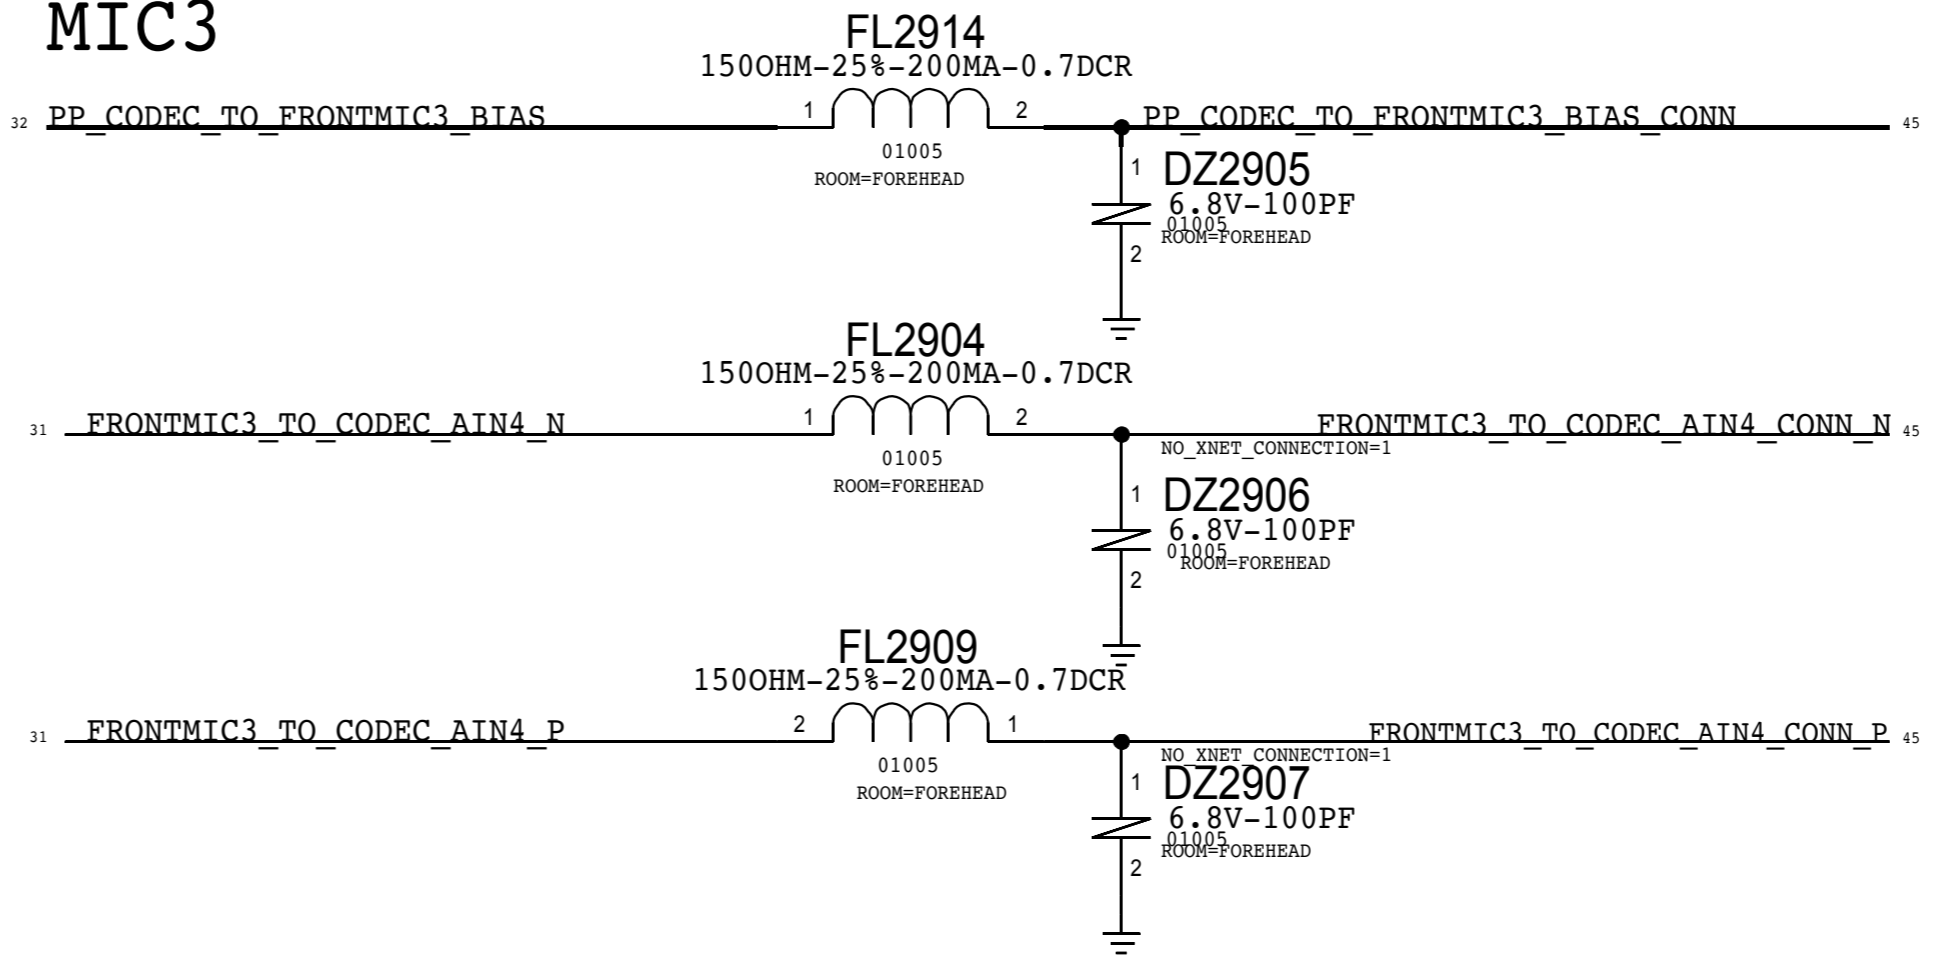 MIC3
FL2914
150OHM-25%-200MA-0.7DCR
32 PP_CODEC_TO_FRONTMIC3_BIAS 1 2 PP_CODEC_TO_FRONTMIC3_BIAS_CONN 45
01005
ROOM=FOREHEAD
1 DZ2905
6.8V-100PF
01005
ROOM=FOREHEAD
2
FL2904
150OHM-25%-200MA-0.7DCR
31 FRONTMIC3_TO_CODEC_AIN4_N 1 2 FRONTMIC3_TO_CODEC_AIN4_CONN_N 45
NO_XNET_CONNECTION=1
01005
ROOM=FOREHEAD
1 DZ2906
6.8V-100PF
01005
ROOM=FOREHEAD
2
FL2909
150OHM-25%-200MA-0.7DCR
31 FRONTMIC3_TO_CODEC_AIN4_P 2 1 FRONTMIC3_TO_CODEC_AIN4_CONN_P 45
NO_XNET_CONNECTION=1
01005
ROOM=FOREHEAD
1 DZ2907
6.8V-100PF
01005
ROOM=FOREHEAD
2